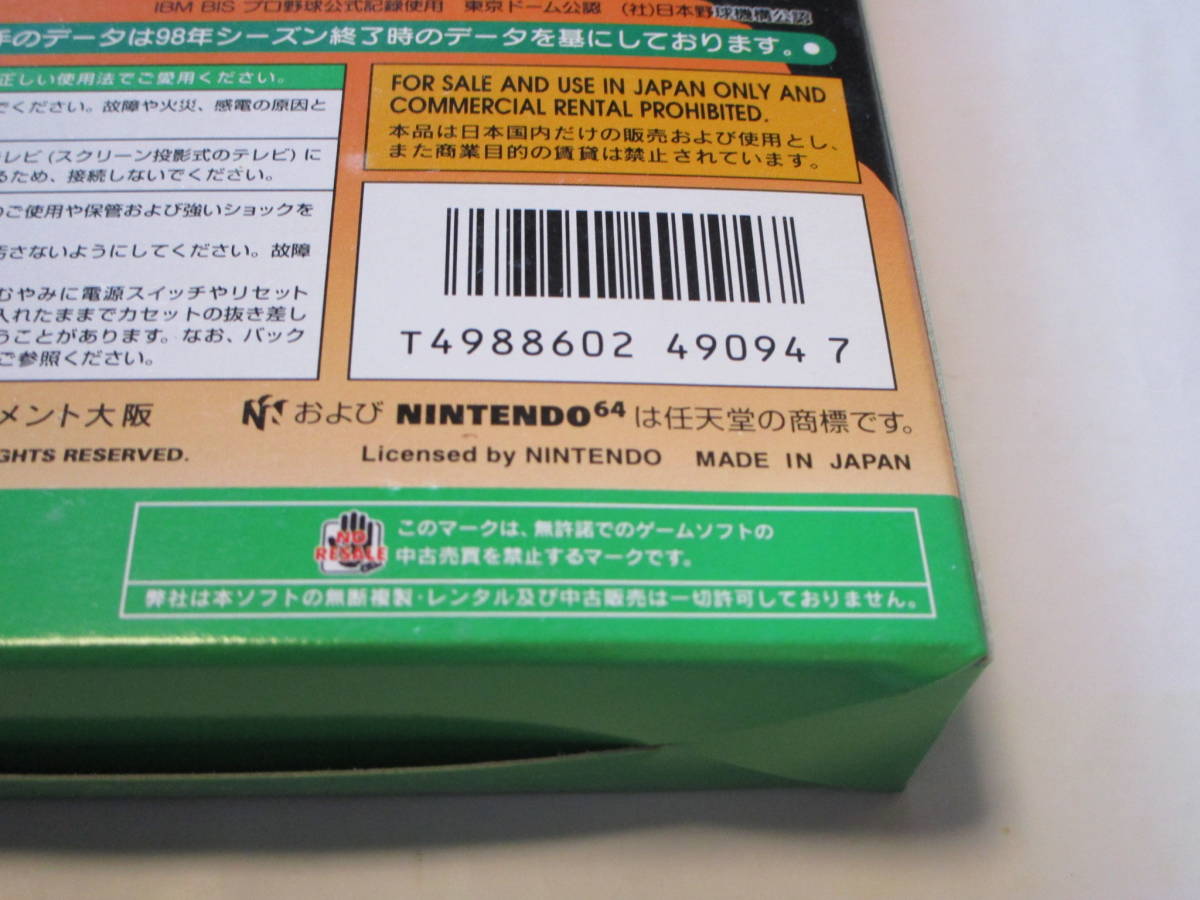 IBM BIS プロ野球公式記録使用 東京ドーム公認 (社)日本野球機構公認
手のデータは98年シーズン終了時のデータを基にしております。
正しい使用法でご愛用ください。
でください。故障や火災、感電の原因と
テレビ(スクリーン投影式のテレビ)に
るため、接続しないでください。
のご使用や保管および強いショックを
汚さないようにしてください。故障
むやみに電源スイッチやリセット
入れたままでカセットの抜き差し
うことがあります。なお、バック
ご参照ください。
FOR SALE AND USE IN JAPAN ONLY AND
COMMERCIAL RENTAL PROHIBITED.
本品は日本国内だけの販売および使用とし、
また商業目的の賃貸は禁止されています。
T4988602 49094 7
メント大阪
および NINTENDO64 は任天堂の商標です。
GHTS RESERVED.
Licensed by NINTENDO MADE IN JAPAN
NO
RESALE
このマークは、無許諾でのゲームソフトの
中古売買を禁止するマークです。
弊社は本ソフトの無断複製・レンタル及び中古販売は一切許可しておりません。